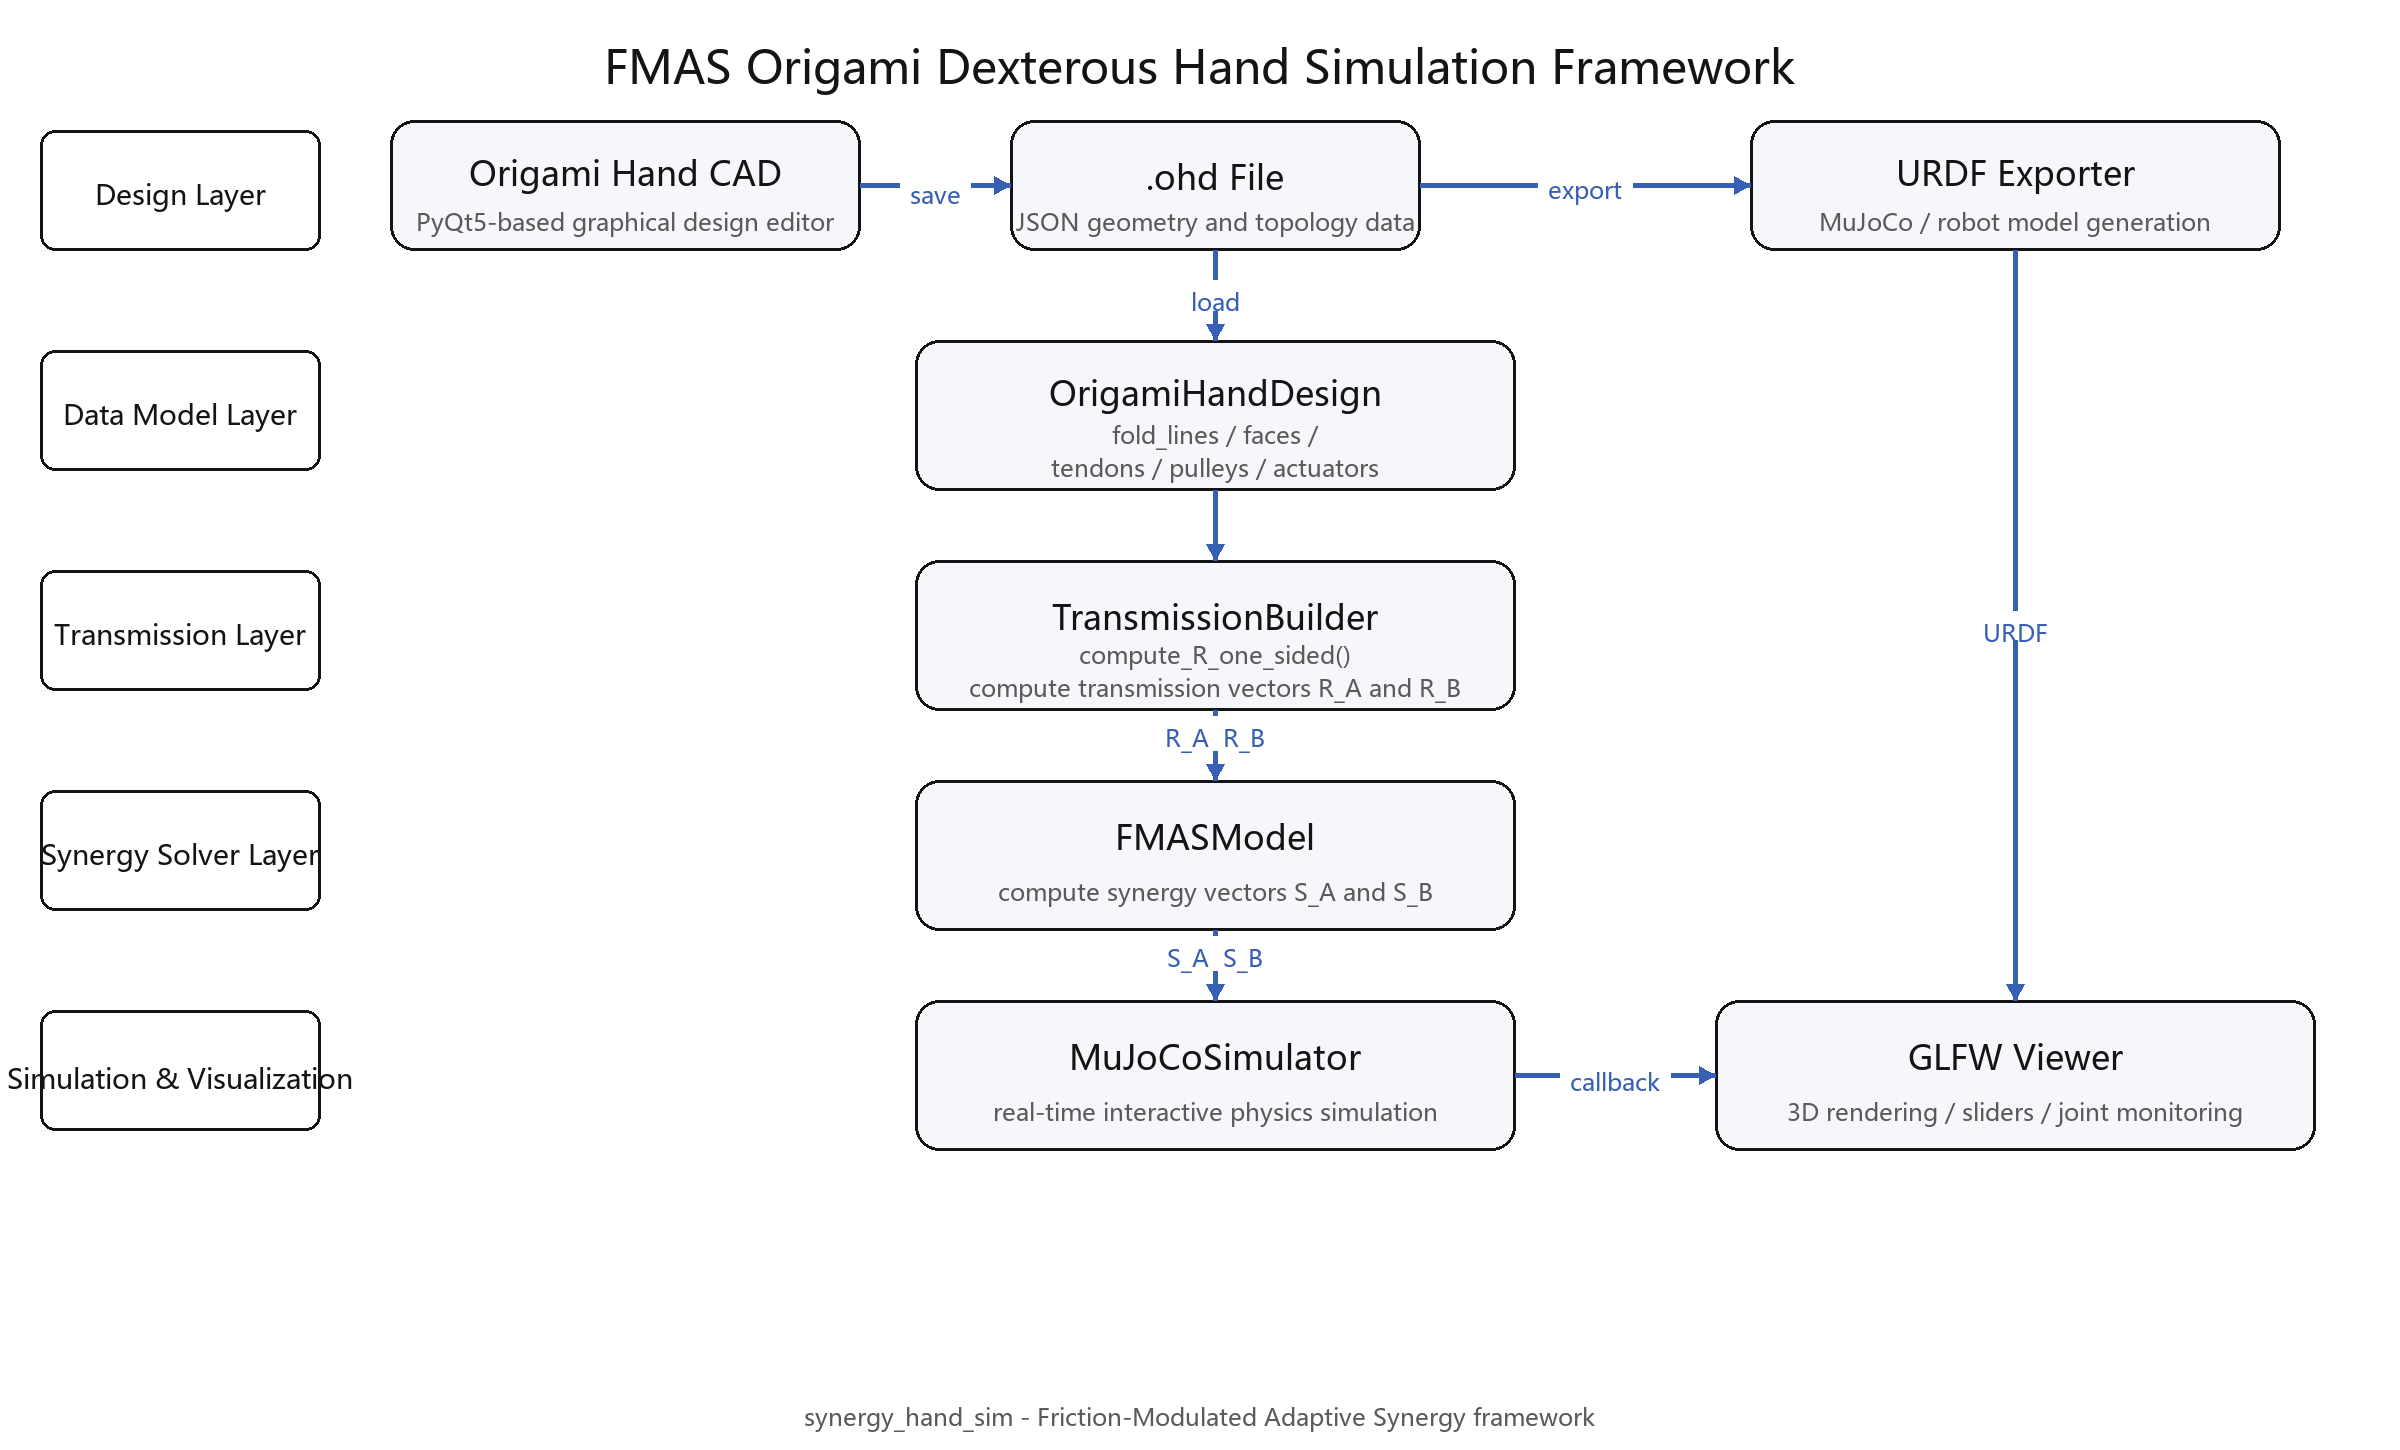 FMAS Origami Dexterous Hand Simulation Framework
Design Layer
Origami Hand CAD
PyQt5-based graphical design editor
save
.ohd File
JSON geometry and topology data
export
URDF Exporter
MuJoCo / robot model generation
load
Data Model Layer
OrigamiHandDesign
fold_lines / faces /
tendons / pulleys / actuators
Transmission Layer
TransmissionBuilder
compute_R_one_sided()
compute transmission vectors R_A and R_B
URDF
R_A R_B
Synergy Solver Layer
FMASModel
compute synergy vectors S_A and S_B
S_A S_B
Simulation & Visualization
MuJoCoSimulator
real-time interactive physics simulation
callback
GLFW Viewer
3D rendering / sliders / joint monitoring
synergy_hand_sim - Friction-Modulated Adaptive Synergy framework